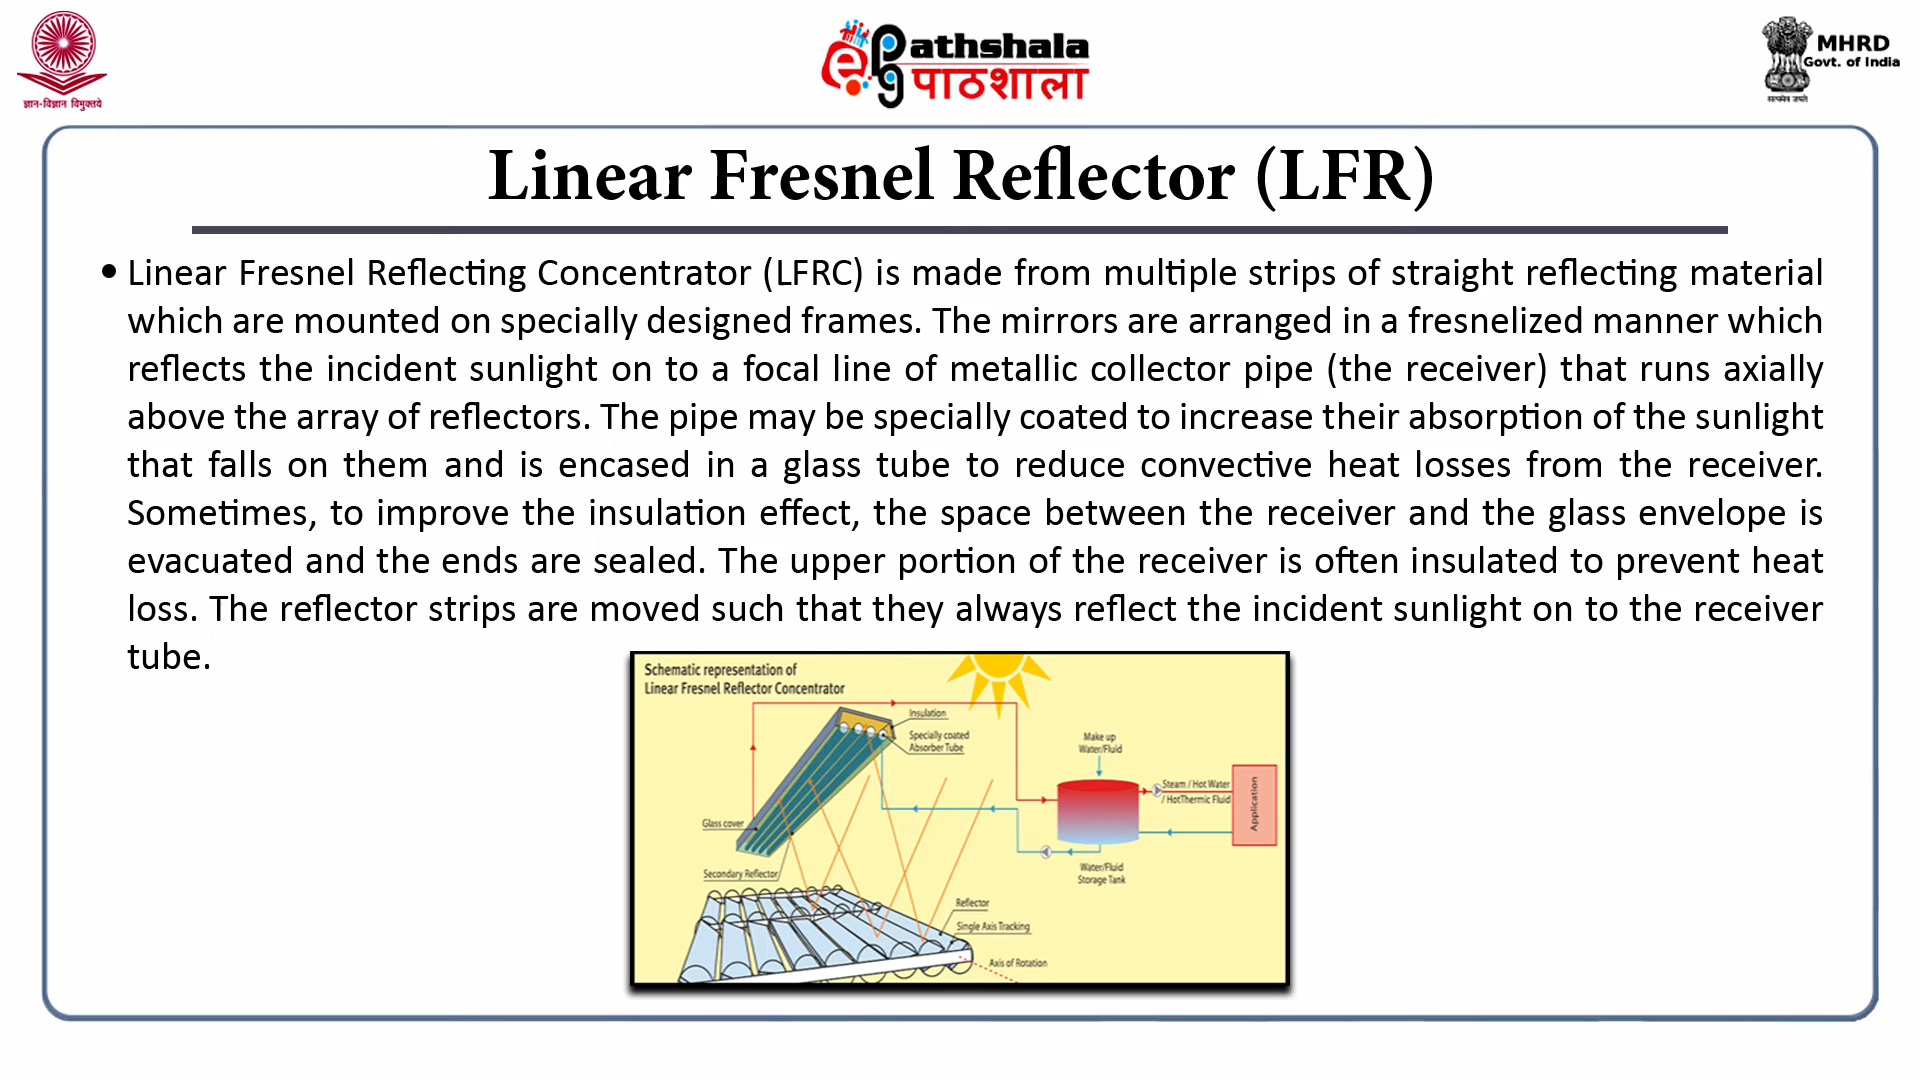 ज्ञान-विज्ञान विमुक्तये
ePathshala
पाठशाला
MHRD
Govt. of India
सत्यमेव जयते
Linear Fresnel Reflector (LFR)
• Linear Fresnel Reflecting Concentrator (LFRC) is made from multiple strips of straight reflecting material
which are mounted on specially designed frames. The mirrors are arranged in a fresnelized manner which
reflects the incident sunlight on to a focal line of metallic collector pipe (the receiver) that runs axially
above the array of reflectors. The pipe may be specially coated to increase their absorption of the sunlight
that falls on them and is encased in a glass tube to reduce convective heat losses from the receiver.
Sometimes, to improve the insulation effect, the space between the receiver and the glass envelope is
evacuated and the ends are sealed. The upper portion of the receiver is often insulated to prevent heat
loss. The reflector strips are moved such that they always reflect the incident sunlight on to the receiver
tube.
Schematic representation of
Linear Fresnel Reflector Concentrator
Insulation
Specially coated
Absorber Tube
Make up
Water/Fluid
Steam / Hot Water
/ HotThermic Fluid
Application
Glass cover
Water/Fluid
Storage Tank
Secondary Reflector
Reflector
Single Axis Tracking
Axis of Rotation